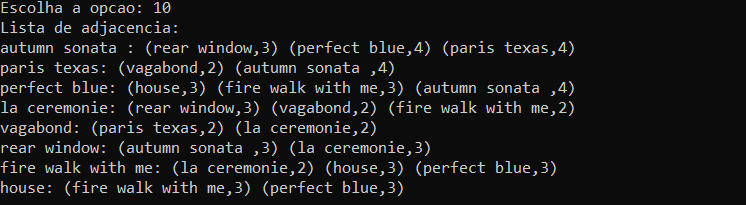 Escolha a opcao: 10
Lista de adjacencia:
autumn sonata : (rear window,3) (perfect blue,4) (paris texas,4)
paris texas: (vagabond,2) (autumn sonata ,4)
perfect blue: (house,3) (fire walk with me,3) (autumn sonata ,4)
la ceremonie: (rear window,3) (vagabond,2) (fire walk with me,2)
vagabond: (paris texas,2) (la ceremonie,2)
rear window: (autumn sonata ,3) (la ceremonie,3)
fire walk with me: (la ceremonie,2) (house,3) (perfect blue,3)
house: (fire walk with me,3) (perfect blue,3)